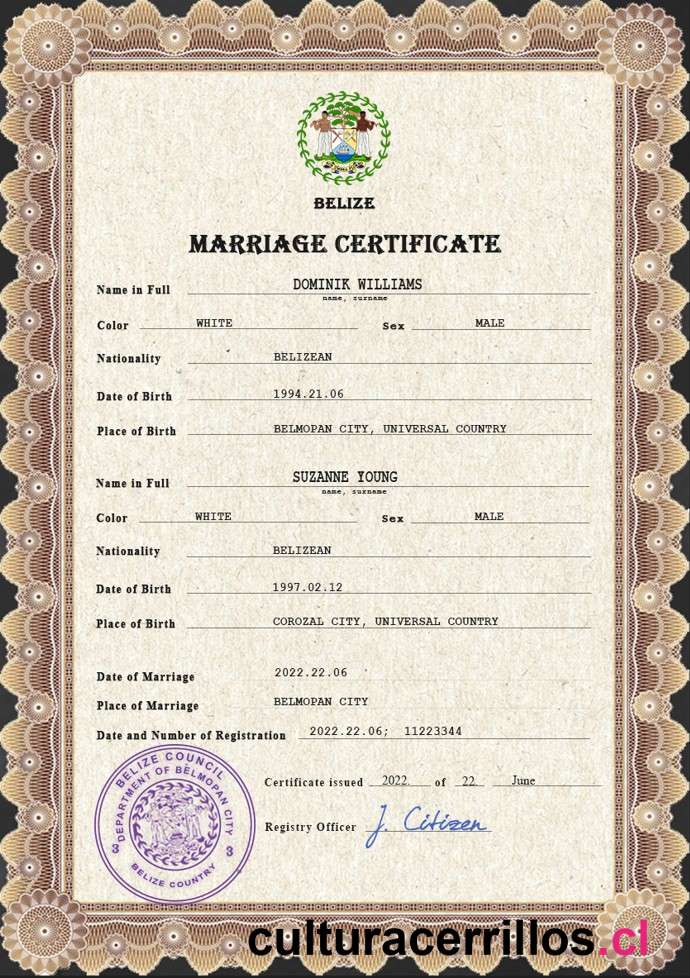 BELIZE
MARRIAGE CERTIFICATE
Name in Full DOMINIK WILLIAMS
name, surname
Color WHITE Sex MALE
Nationality BELIZEAN
Date of Birth 1994.21.06
Place of Birth BELMOPAN CITY, UNIVERSAL COUNTRY
Name in Full SUZANNE YOUNG
name, surname
Color WHITE Sex MALE
Nationality BELIZEAN
Date of Birth 1997.02.12
Place of Birth COROZAL CITY, UNIVERSAL COUNTRY
Date of Marriage 2022.22.06
Place of Marriage BELMOPAN CITY
Date and Number of Registration 2022.22.06; 11223344
BELIZE COUNCIL
DEPARTMENT OF BELMOPAN CITY
3 3
BELIZE COUNTRY
Certificate issued 2022. of 22. June
Registry Officer J. Citizen
culturacerrillos.cl